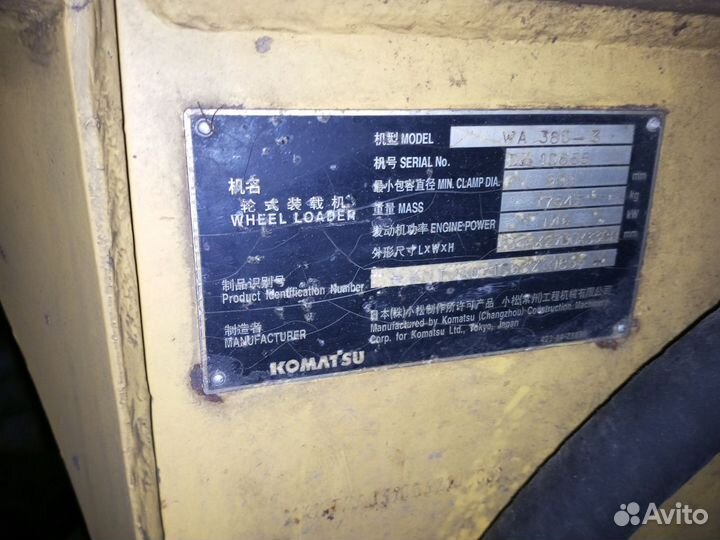 机名
轮式装载机
WHEEL LOADER
机型 MODEL WA 380-3
机号 SERIAL No.
最小包容直径 MIN. CLAMP DIA. mm
重量 MASS kg
发动机功率 ENGINE POWER kW
外形尺寸 L×W×H mm
制品识别号
Product Identification Number
制造者
MANUFACTURER
日本(株)小松制作所许可产品 小松(常州)工程机械有限公司
Manufactured by Komatsu (Changzhou) Construction Machinery
Corp. for Komatsu Ltd., Tokyo, Japan
KOMATSU
Avito